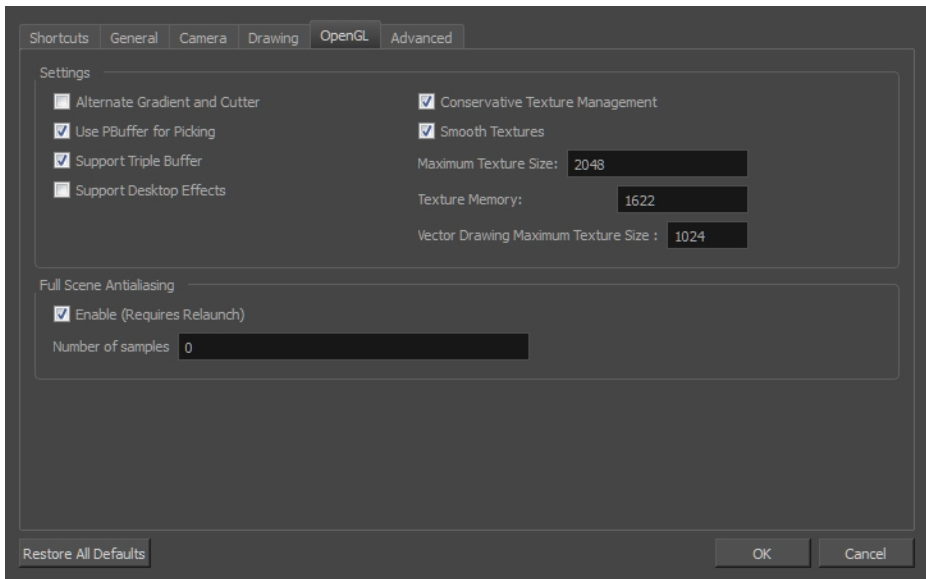 Shortcuts General Camera Drawing OpenGL Advanced
Settings
Alternate Gradient and Cutter
Use PBuffer for Picking
Support Triple Buffer
Support Desktop Effects
Conservative Texture Management
Smooth Textures
Maximum Texture Size: 2048
Texture Memory: 1622
Vector Drawing Maximum Texture Size : 1024
Full Scene Antialiasing
Enable (Requires Relaunch)
Number of samples 0
Restore All Defaults OK Cancel